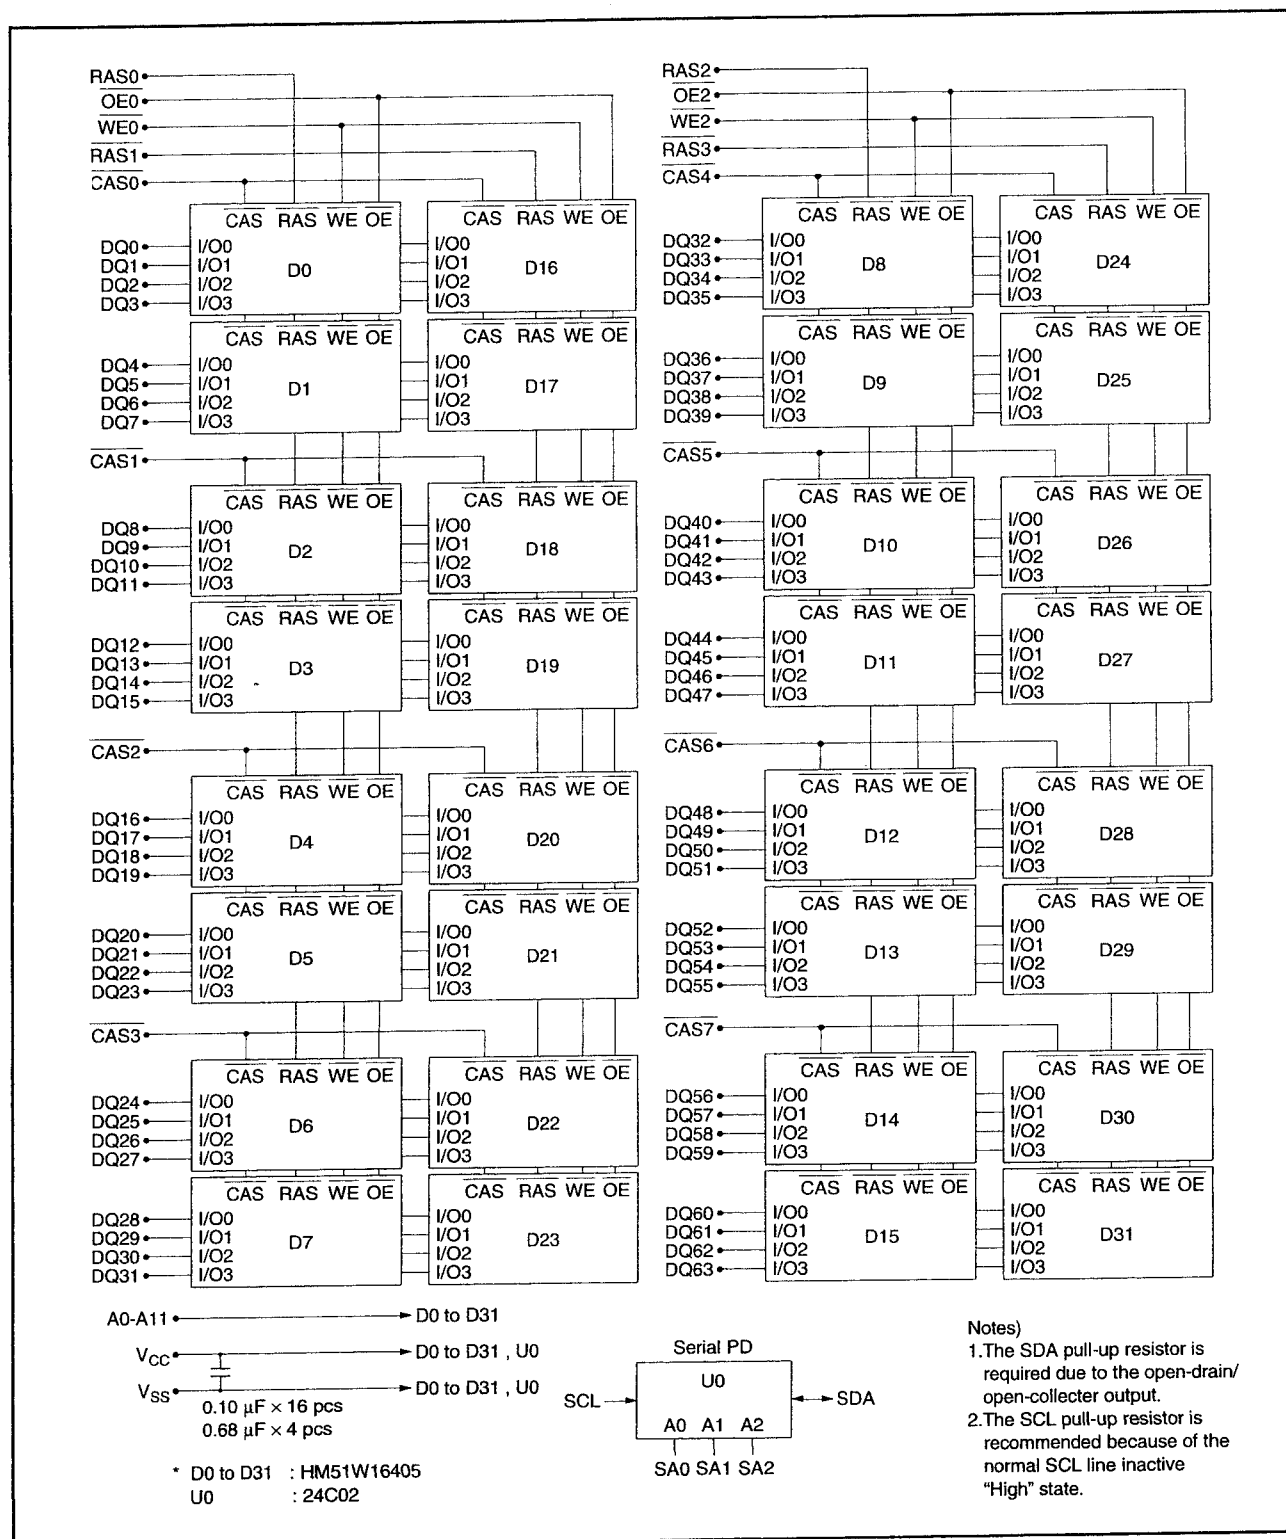 RAS0
OE0
WE0
RAS1
CAS0
CAS RAS WE OE
CAS RAS WE OE
DQ0 I/O0 I/O0
DQ1 I/O1 D0 I/O1 D16
DQ2 I/O2 I/O2
DQ3 I/O3 I/O3
CAS RAS WE OE
CAS RAS WE OE
DQ4 I/O0 I/O0
DQ5 I/O1 D1 I/O1 D17
DQ6 I/O2 I/O2
DQ7 I/O3 I/O3
CAS1
CAS RAS WE OE
CAS RAS WE OE
DQ8 I/O0 I/O0
DQ9 I/O1 D2 I/O1 D18
DQ10 I/O2 I/O2
DQ11 I/O3 I/O3
CAS RAS WE OE
CAS RAS WE OE
DQ12 I/O0 I/O0
DQ13 I/O1 D3 I/O1 D19
DQ14 I/O2 I/O2
DQ15 I/O3 I/O3
CAS2
CAS RAS WE OE
CAS RAS WE OE
DQ16 I/O0 I/O0
DQ17 I/O1 D4 I/O1 D20
DQ18 I/O2 I/O2
DQ19 I/O3 I/O3
CAS RAS WE OE
CAS RAS WE OE
DQ20 I/O0 I/O0
DQ21 I/O1 D5 I/O1 D21
DQ22 I/O2 I/O2
DQ23 I/O3 I/O3
CAS3
CAS RAS WE OE
CAS RAS WE OE
DQ24 I/O0 I/O0
DQ25 I/O1 D6 I/O1 D22
DQ26 I/O2 I/O2
DQ27 I/O3 I/O3
CAS RAS WE OE
CAS RAS WE OE
DQ28 I/O0 I/O0
DQ29 I/O1 D7 I/O1 D23
DQ30 I/O2 I/O2
DQ31 I/O3 I/O3
RAS2
OE2
WE2
RAS3
CAS4
CAS RAS WE OE
CAS RAS WE OE
DQ32 I/O0 I/O0
DQ33 I/O1 D8 I/O1 D24
DQ34 I/O2 I/O2
DQ35 I/O3 I/O3
CAS RAS WE OE
CAS RAS WE OE
DQ36 I/O0 I/O0
DQ37 I/O1 D9 I/O1 D25
DQ38 I/O2 I/O2
DQ39 I/O3 I/O3
CAS5
CAS RAS WE OE
CAS RAS WE OE
DQ40 I/O0 I/O0
DQ41 I/O1 D10 I/O1 D26
DQ42 I/O2 I/O2
DQ43 I/O3 I/O3
CAS RAS WE OE
CAS RAS WE OE
DQ44 I/O0 I/O0
DQ45 I/O1 D11 I/O1 D27
DQ46 I/O2 I/O2
DQ47 I/O3 I/O3
CAS6
CAS RAS WE OE
CAS RAS WE OE
DQ48 I/O0 I/O0
DQ49 I/O1 D12 I/O1 D28
DQ50 I/O2 I/O2
DQ51 I/O3 I/O3
CAS RAS WE OE
CAS RAS WE OE
DQ52 I/O0 I/O0
DQ53 I/O1 D13 I/O1 D29
DQ54 I/O2 I/O2
DQ55 I/O3 I/O3
CAS7
CAS RAS WE OE
CAS RAS WE OE
DQ56 I/O0 I/O0
DQ57 I/O1 D14 I/O1 D30
DQ58 I/O2 I/O2
DQ59 I/O3 I/O3
CAS RAS WE OE
CAS RAS WE OE
DQ60 I/O0 I/O0
DQ61 I/O1 D15 I/O1 D31
DQ62 I/O2 I/O2
DQ63 I/O3 I/O3
A0-A11 D0 to D31
VCC D0 to D31 , U0
VSS D0 to D31 , U0
0.10 µF × 16 pcs
0.68 µF × 4 pcs
* D0 to D31 : HM51W16405
U0 : 24C02
Serial PD
U0
SCL SDA
A0 A1 A2
SA0 SA1 SA2
Notes)
1.The SDA pull-up resistor is
required due to the open-drain/
open-collecter output.
2.The SCL pull-up resistor is
recommended because of the
normal SCL line inactive
“High” state.